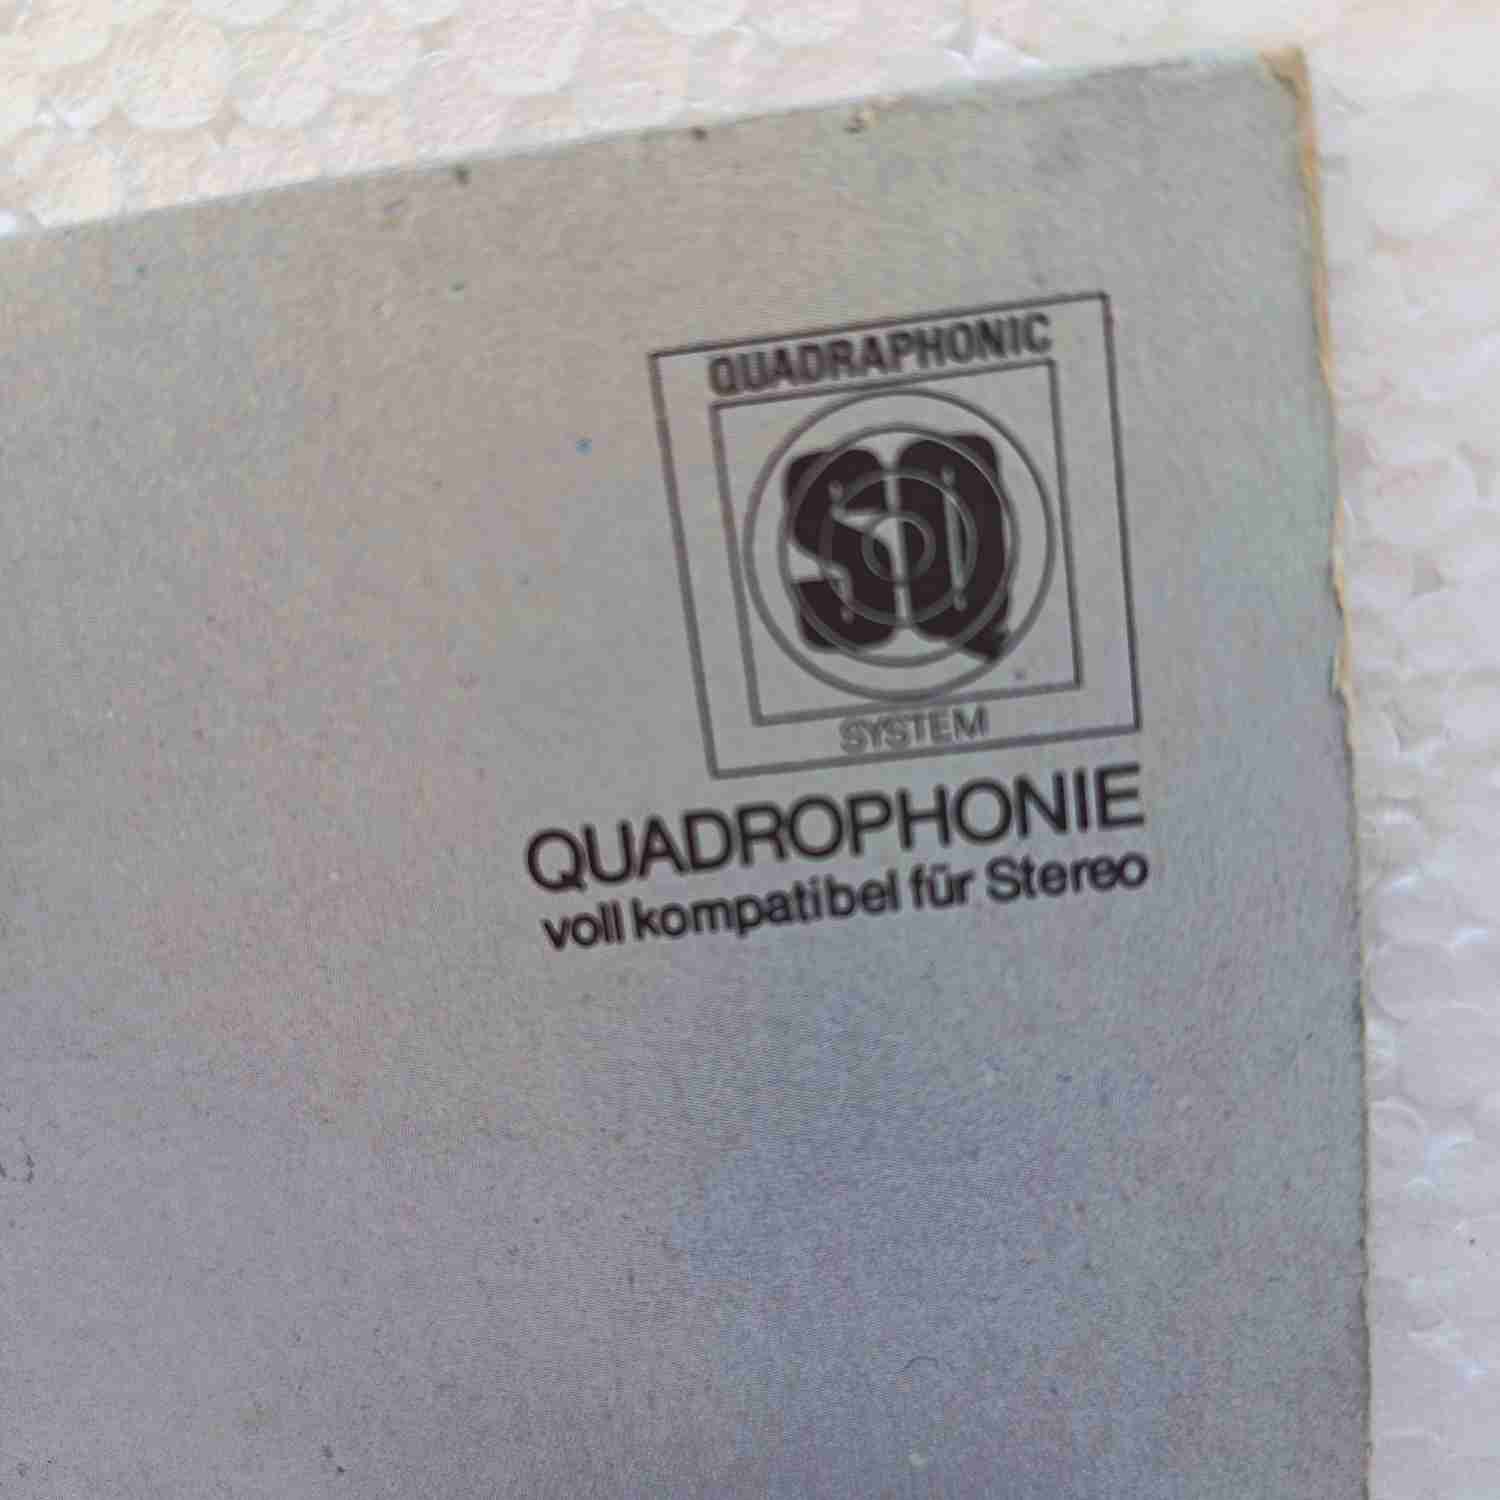 QUADRAPHONIC
SQ
SYSTEM
QUADROPHONIE
voll kompatibel für Stereo